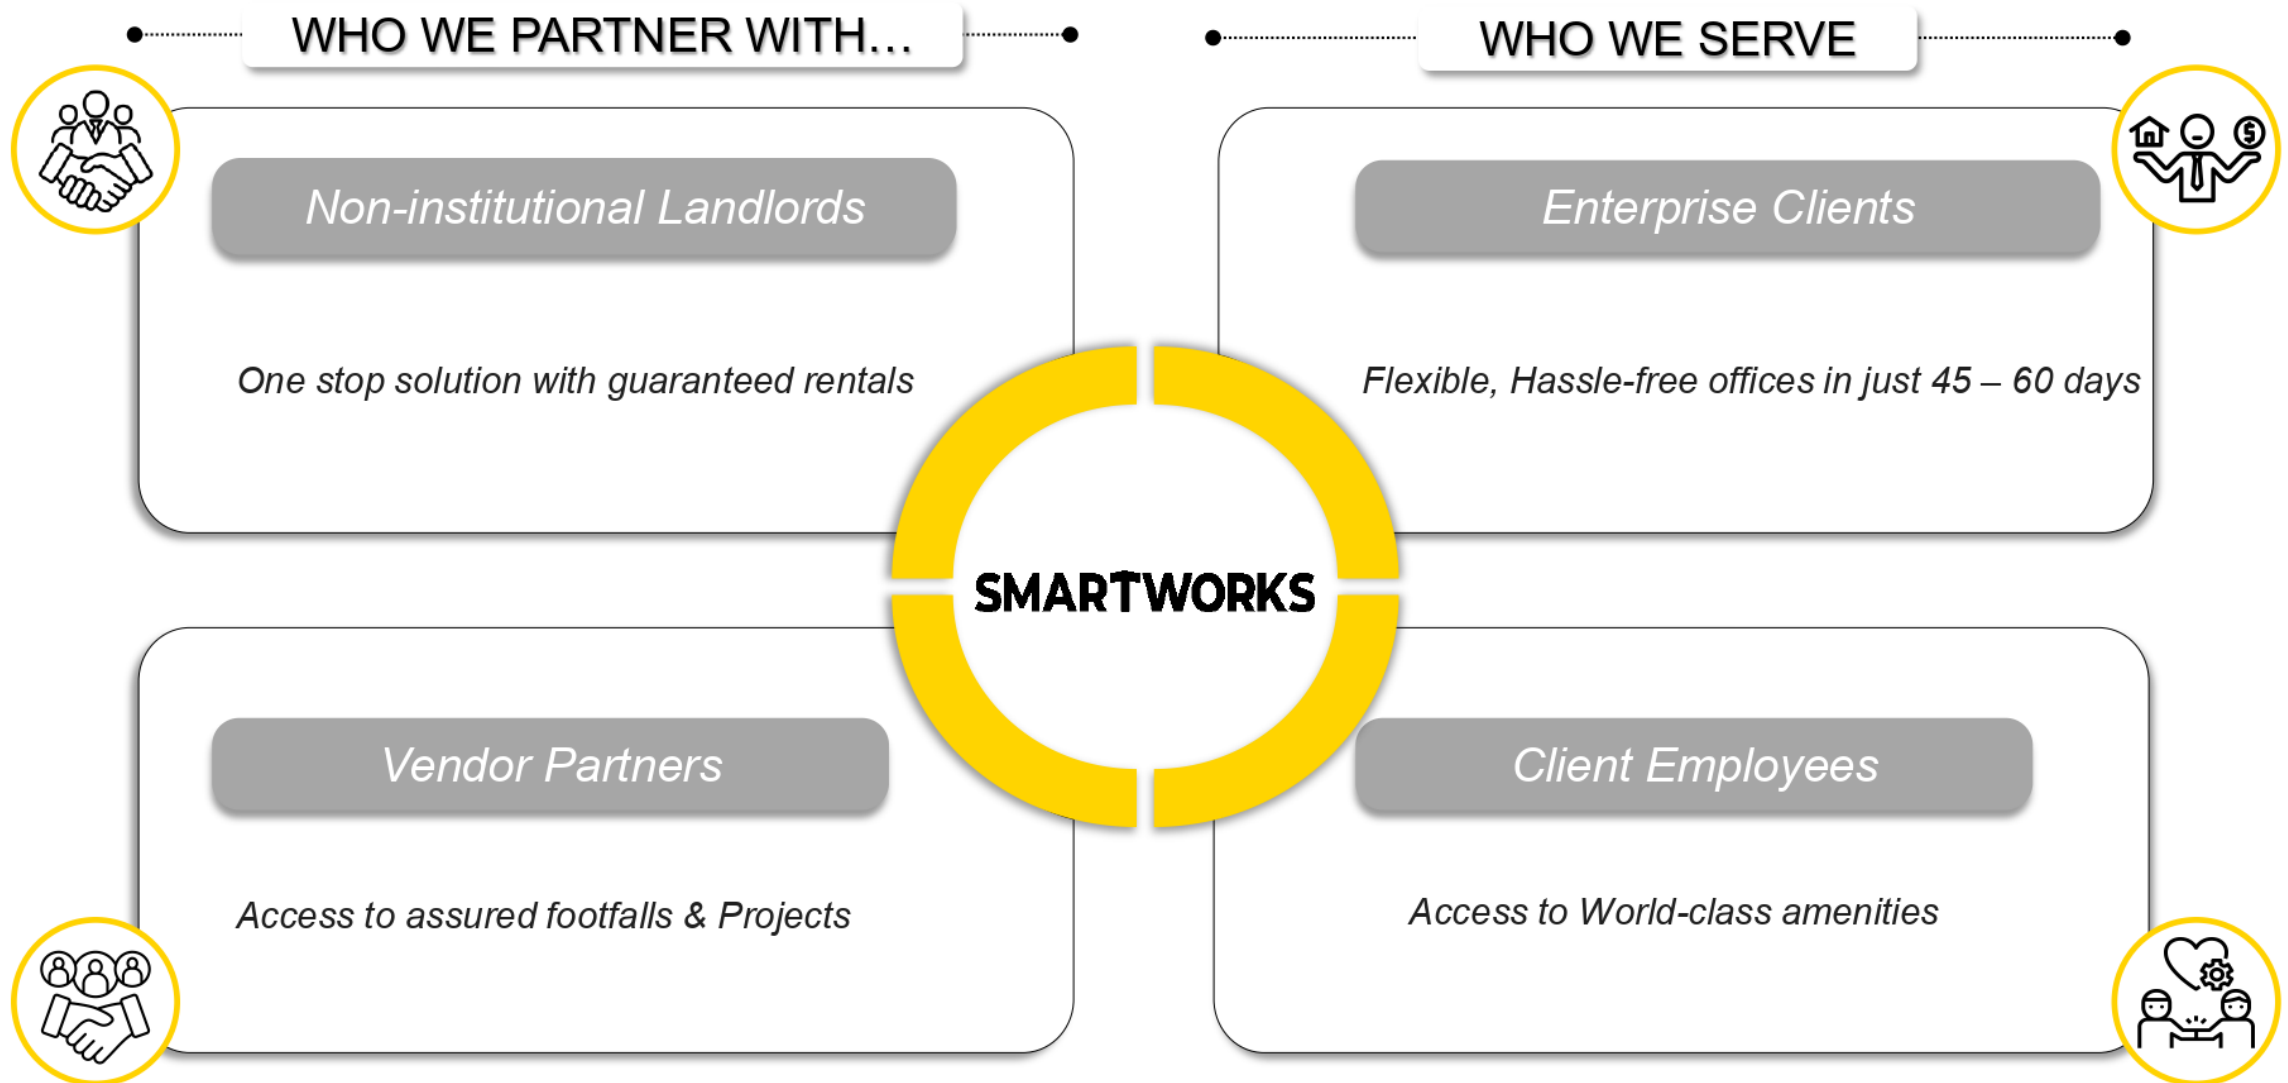 WHO WE PARTNER WITH...
WHO WE SERVE
Non-institutional Landlords
One stop solution with guaranteed rentals
Enterprise Clients
Flexible, Hassle-free offices in just 45 – 60 days
SMARTWORKS
Vendor Partners
Access to assured footfalls & Projects
Client Employees
Access to World-class amenities